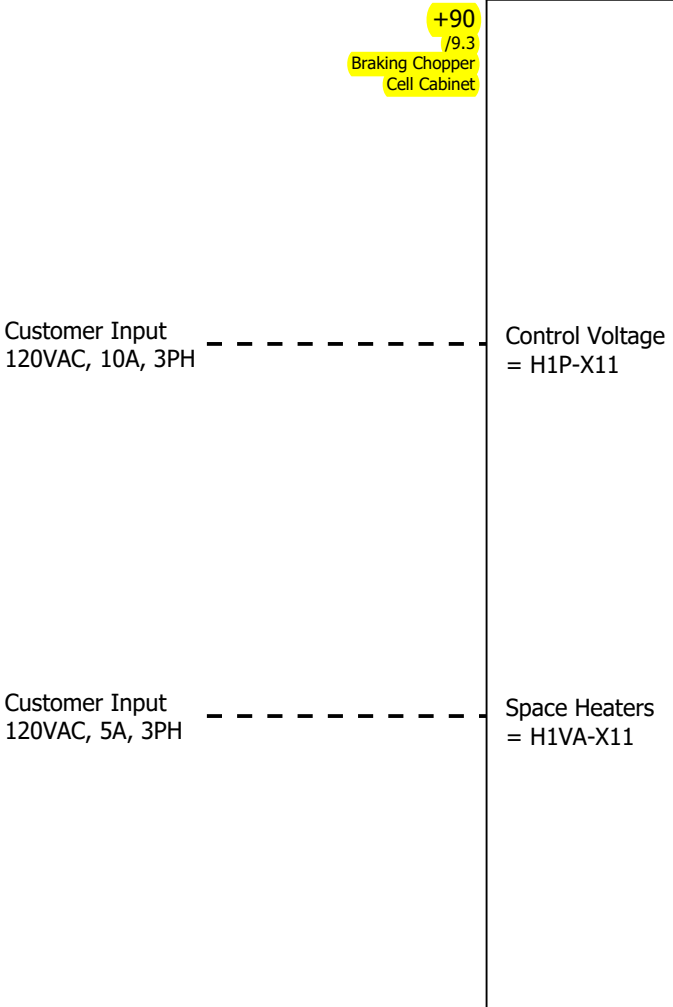 +90
/9.3
Braking Chopper
Cell Cabinet
Customer Input
120VAC, 10A, 3PH
Control Voltage
= H1P-X11
Customer Input
120VAC, 5A, 3PH
Space Heaters
= H1VA-X11